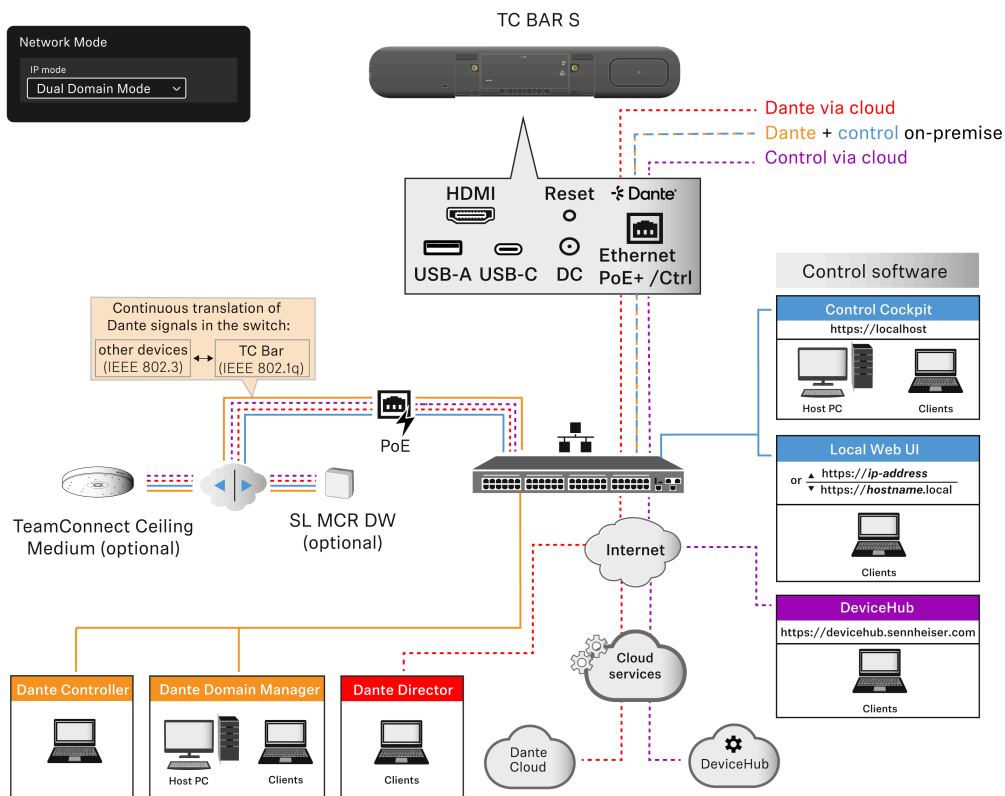 TC BAR S
Network Mode
IP mode
Dual Domain Mode
Dante via cloud
Dante + control on-premise
Control via cloud
HDMI
Reset
Dante
USB-A
USB-C
DC
Ethernet
PoE+ /Ctrl
Control software
Control Cockpit
https://localhost
Host PC
Clients
Continuous translation of
Dante signals in the switch:
other devices
(IEEE 802.3)
TC Bar
(IEEE 802.1q)
PoE
Local Web UI
or
https://ip-address
https://hostname.local
Clients
TeamConnect Ceiling
Medium (optional)
SL MCR DW
(optional)
Internet
DeviceHub
https://devicehub.sennheiser.com
Clients
Cloud
services
Dante Controller
Dante Domain Manager
Host PC
Clients
Dante Director
Clients
Dante
Cloud
DeviceHub